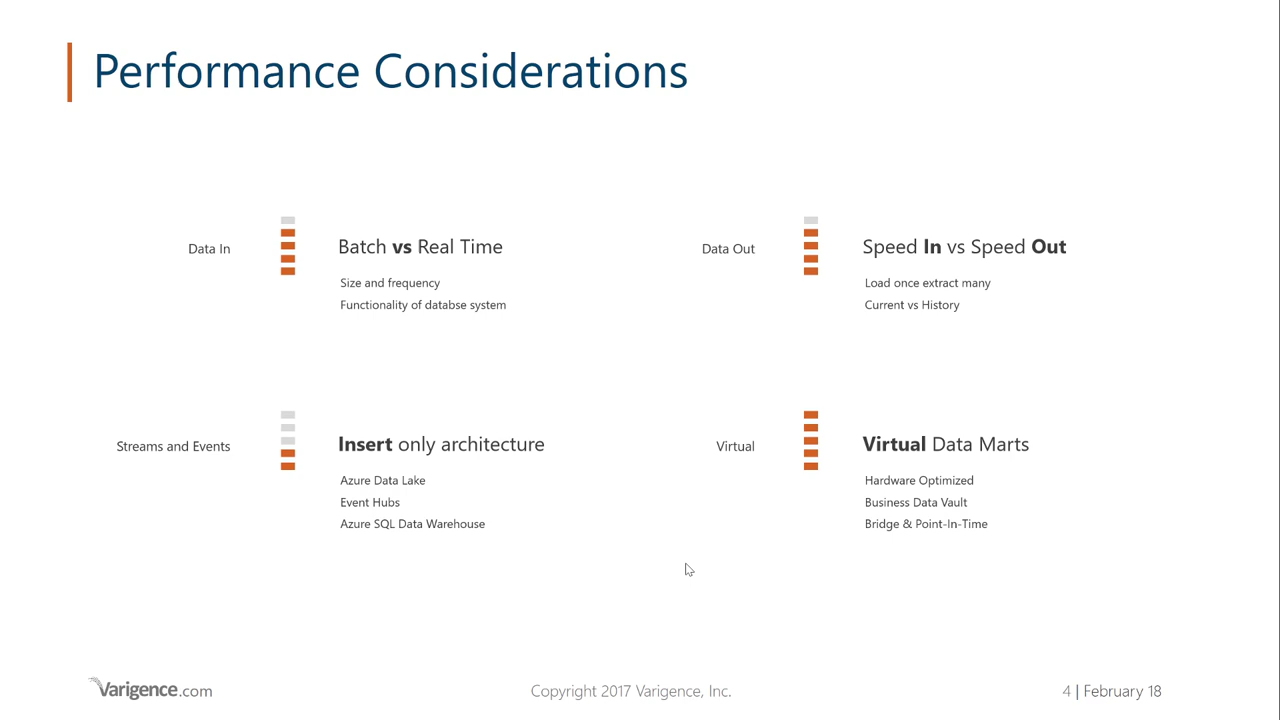 Performance Considerations
Data In
Batch vs Real Time
Size and frequency
Functionality of databse system
Data Out
Speed In vs Speed Out
Load once extract many
Current vs History
Streams and Events
Insert only architecture
Azure Data Lake
Event Hubs
Azure SQL Data Warehouse
Virtual
Virtual Data Marts
Hardware Optimized
Business Data Vault
Bridge & Point-In-Time
Varigence.com
Copyright 2017 Varigence, Inc.
4 | February 18